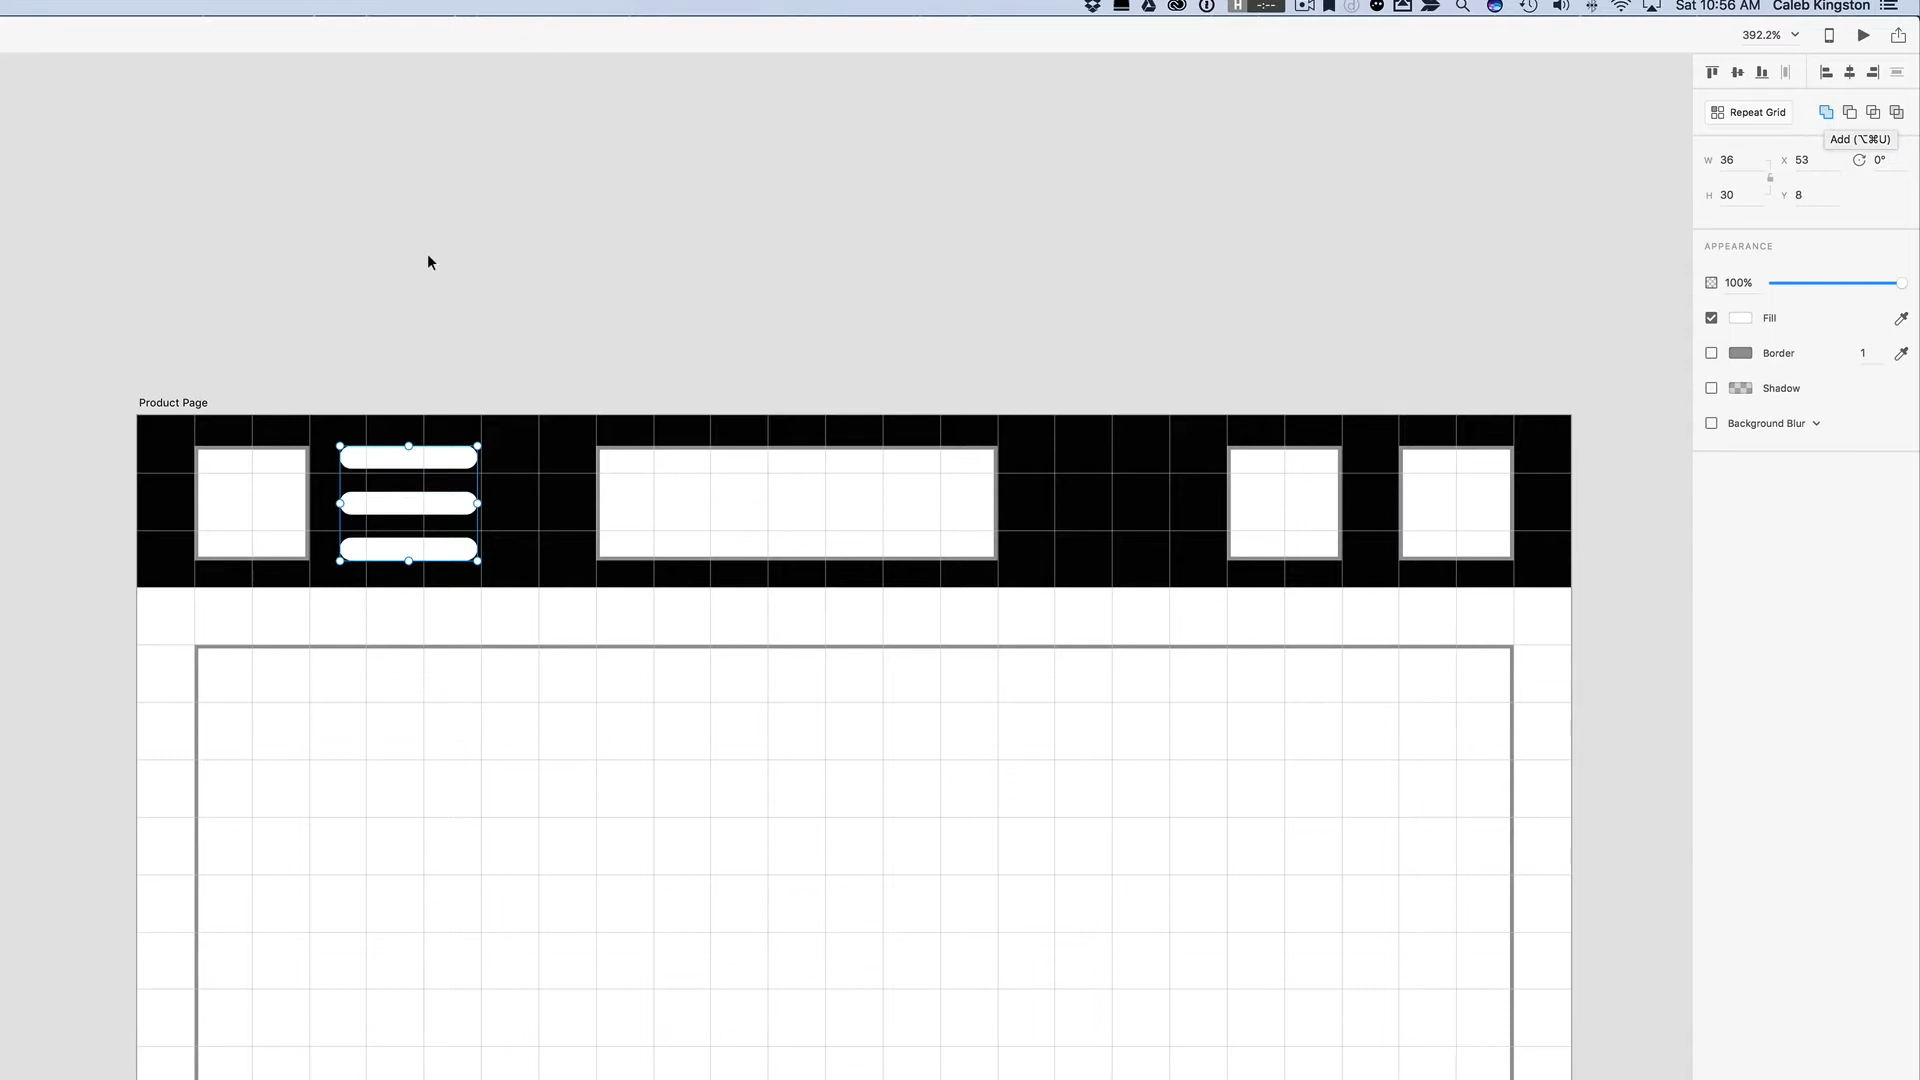 Sat 10:56 AM Caleb Kingston
392.2%
Repeat Grid
Add (⌥⌘U)
W 36 X 53 0°
H 30 Y 8
APPEARANCE
100%
Fill
Border 1
Shadow
Background Blur
Product Page